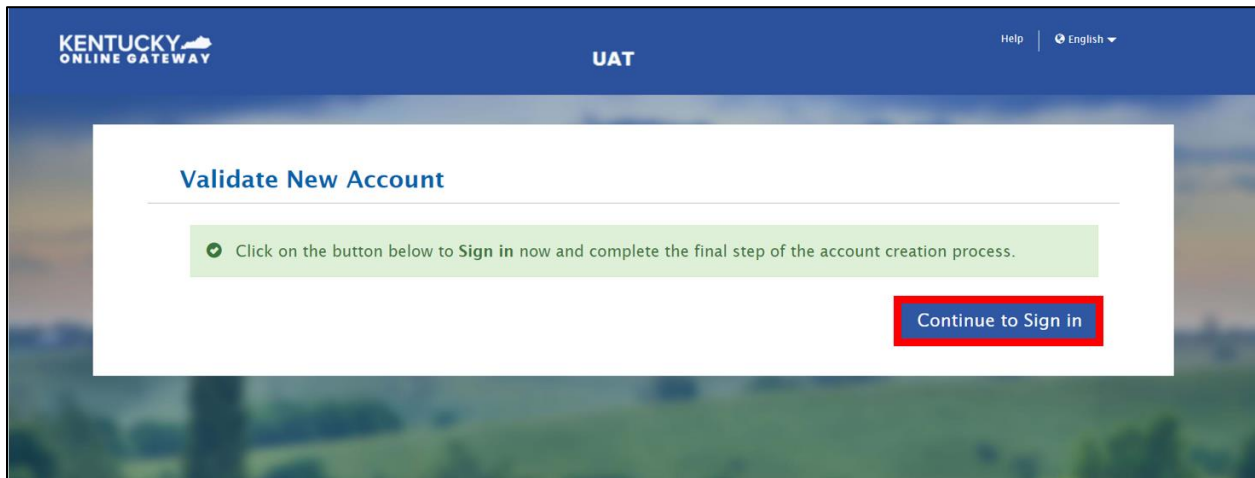 KENTUCKY
ONLINE GATEWAY
UAT
Help
English
Validate New Account
Click on the button below to Sign in now and complete the final step of the account creation process.
Continue to Sign in